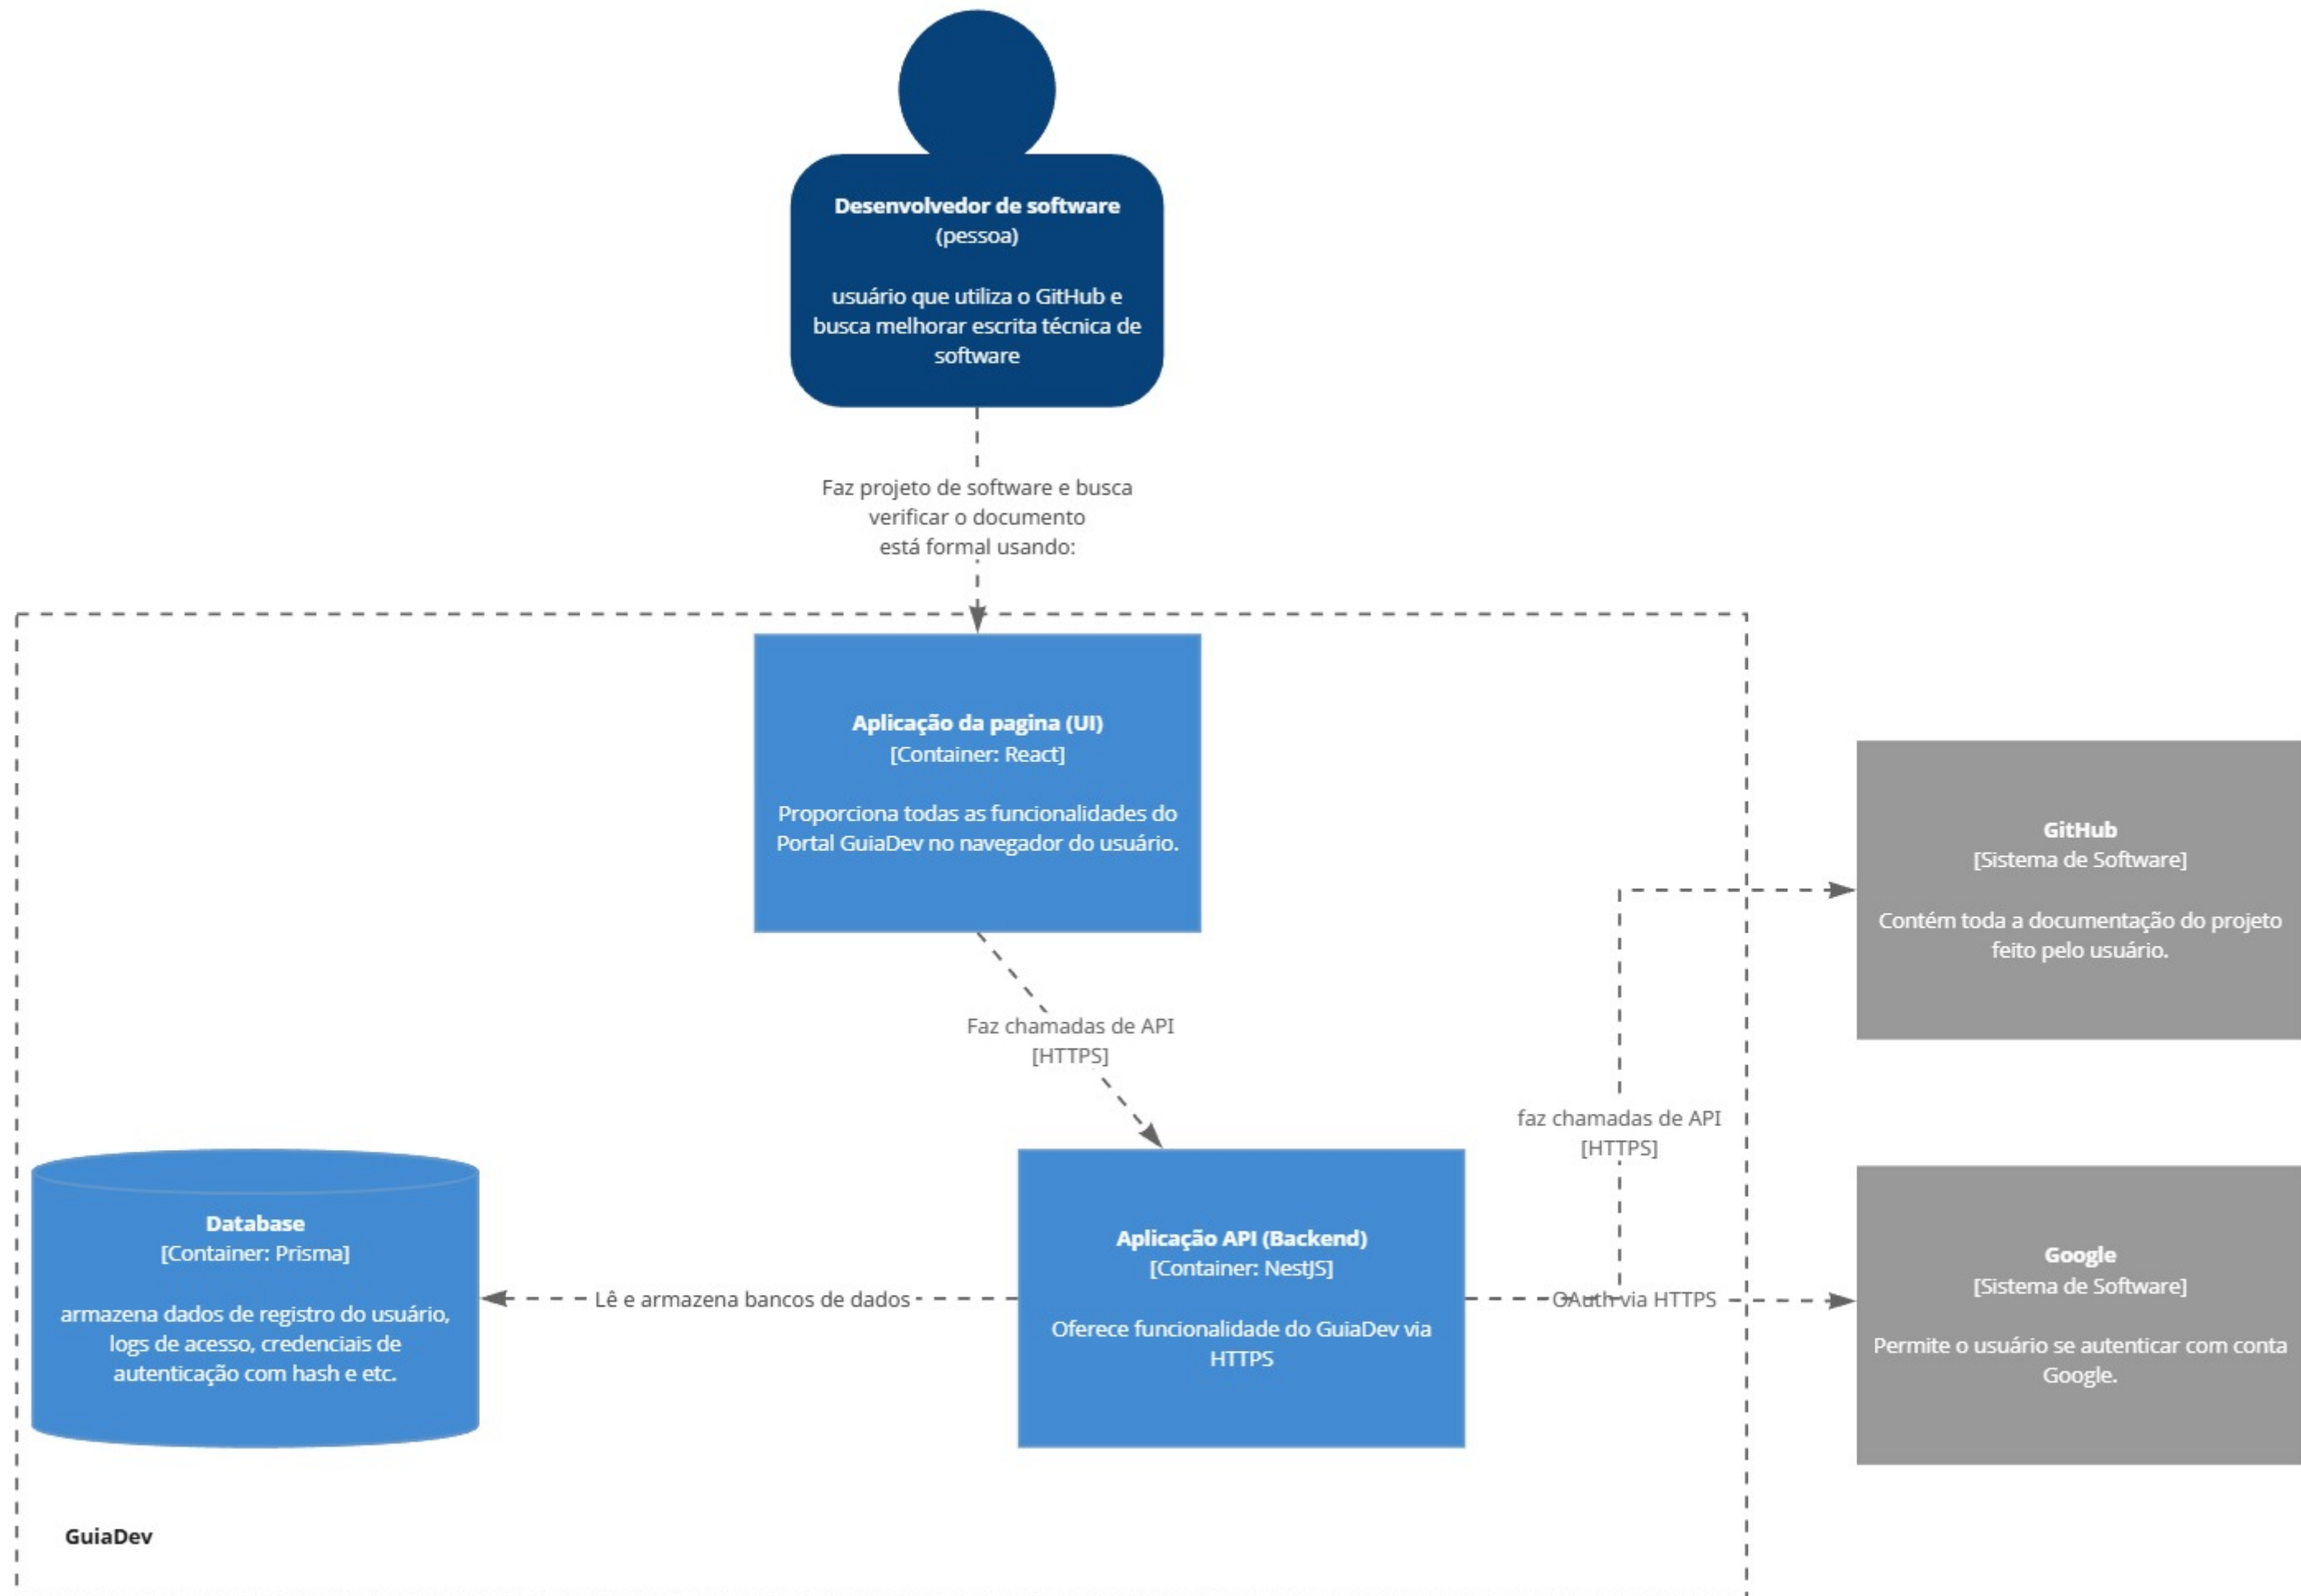 Desenvolvedor de software
(pessoa)
usuário que utiliza o GitHub e
busca melhorar escrita técnica de
software
Faz projeto de software e busca
verificar o documento
está formal usando:
Aplicação da pagina (UI)
[Container: React]
Proporciona todas as funcionalidades do
Portal GuiaDev no navegador do usuário.
GitHub
[Sistema de Software]
Contém toda a documentação do projeto
feito pelo usuário.
Faz chamadas de API
[HTTPS]
faz chamadas de API
[HTTPS]
Database
[Container: Prisma]
armazena dados de registro do usuário,
logs de acesso, credenciais de
autenticação com hash e etc.
Lê e armazena bancos de dados
Aplicação API (Backend)
[Container: NestJS]
Oferece funcionalidade do GuiaDev via
HTTPS
OAuth via HTTPS
Google
[Sistema de Software]
Permite o usuário se autenticar com conta
Google.
GuiaDev